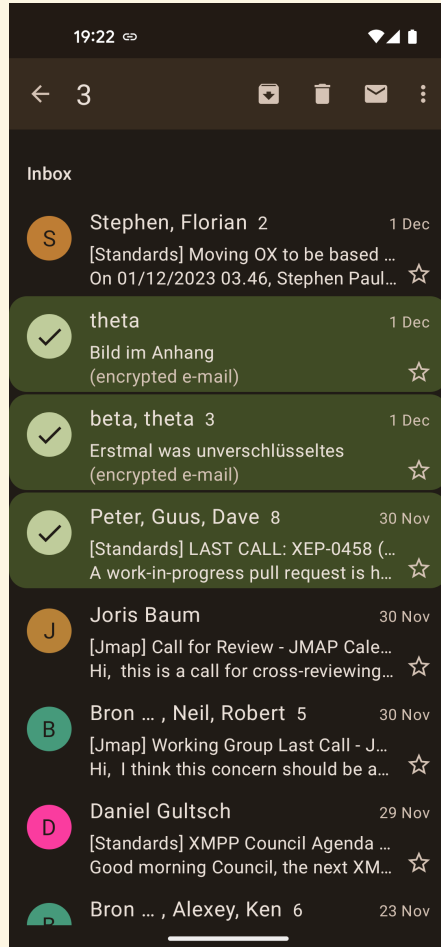 19:22
3
Inbox
S
Stephen, Florian 2
1 Dec
[Standards] Moving OX to be based ...
On 01/12/2023 03.46, Stephen Paul...
theta
1 Dec
Bild im Anhang
(encrypted e-mail)
beta, theta 3
1 Dec
Erstmal was unverschlüsseltes
(encrypted e-mail)
Peter, Guus, Dave 8
30 Nov
[Standards] LAST CALL: XEP-0458 (...
A work-in-progress pull request is h...
J
Joris Baum
30 Nov
[Jmap] Call for Review - JMAP Cale...
Hi, this is a call for cross-reviewing...
B
Bron ... , Neil, Robert 5
30 Nov
[Jmap] Working Group Last Call - J...
Hi, I think this concern should be a...
D
Daniel Gultsch
29 Nov
[Standards] XMPP Council Agenda ...
Good morning Council, the next XM...
B
Bron ... , Alexey, Ken 6
23 Nov